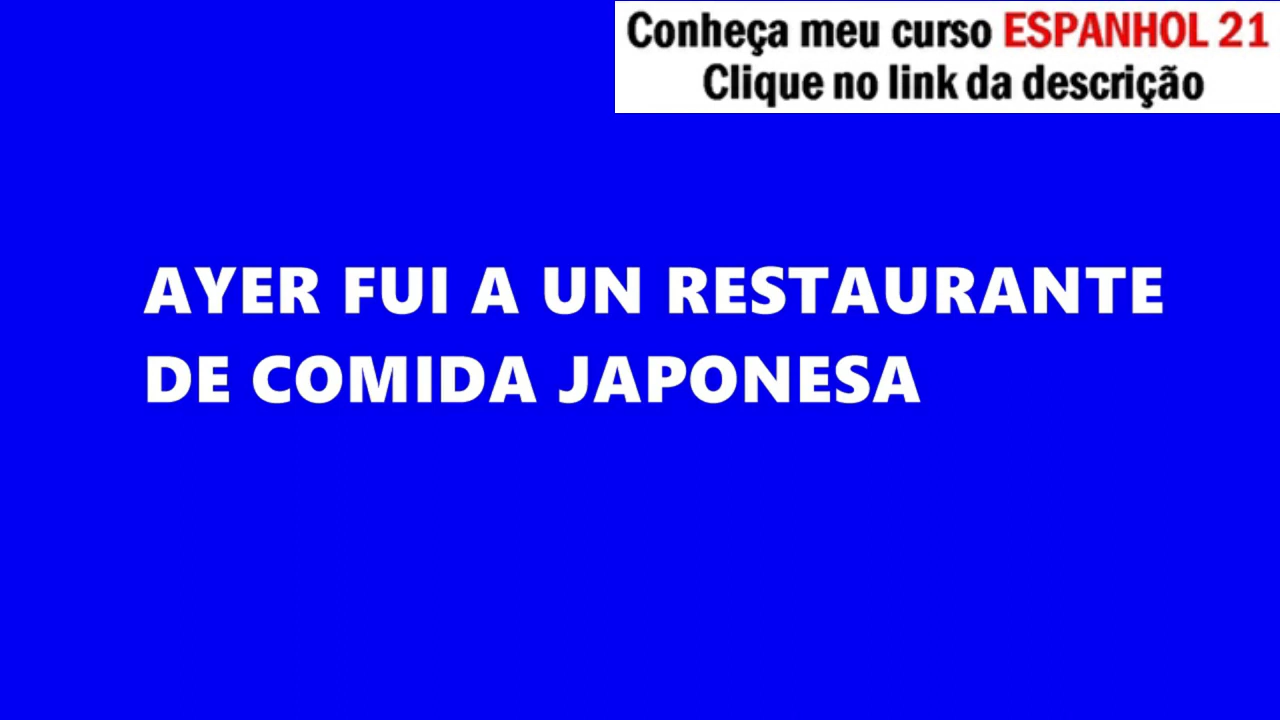 Conheça meu curso ESPANHOL 21
Clique no link da descrição
AYER FUI A UN RESTAURANTE
DE COMIDA JAPONESA